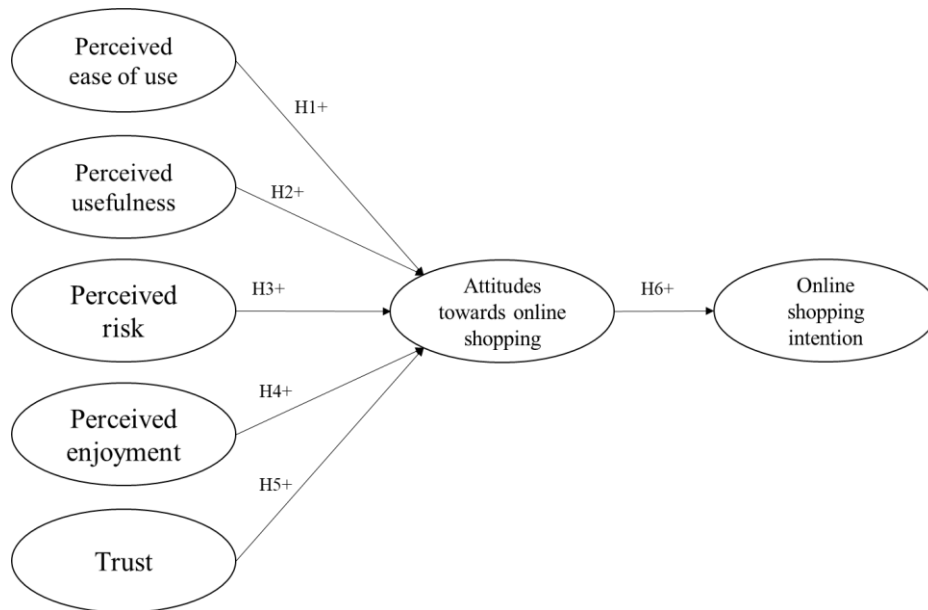 Perceived
ease of use
H1+
Perceived
usefulness
H2+
Perceived
risk
H3+
Attitudes
towards online
shopping
H6+
Online
shopping
intention
Perceived
enjoyment
H4+
H5+
Trust